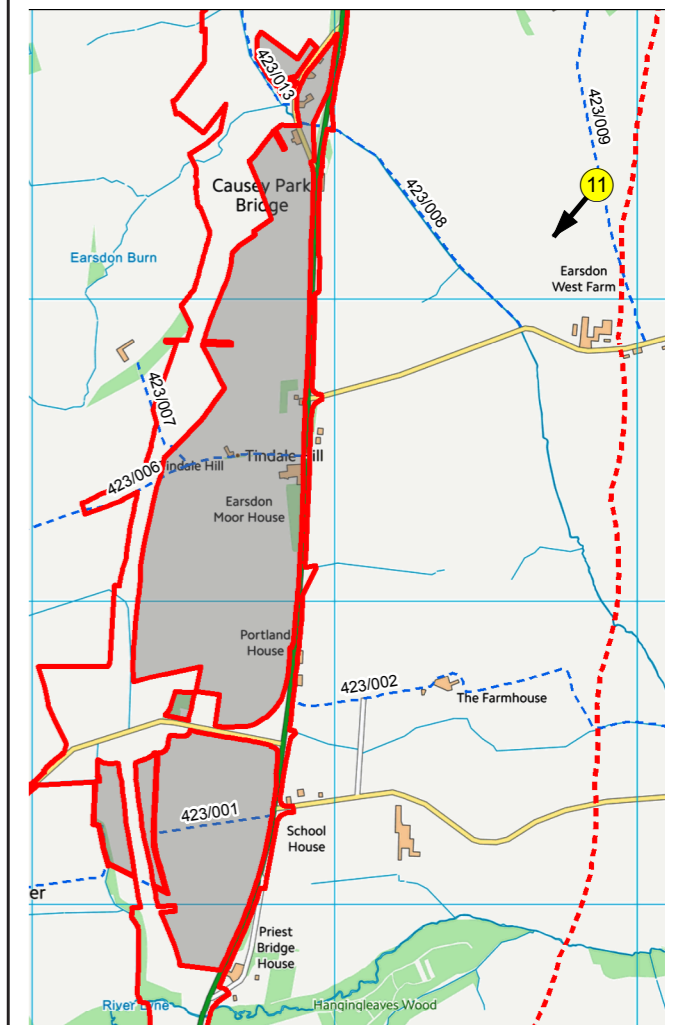 423/013
423/009
11
Causey Park
Bridge
423/008
Earsdon Burn
Earsdon
West Farm
423/007
Tindale Hill
423/006
indale Hill
Earsdon
Moor House
Portland
House
423/002
The Farmhouse
423/001
School
House
er
Priest
Bridge
House
River Lyne
Hangingleaves Wood